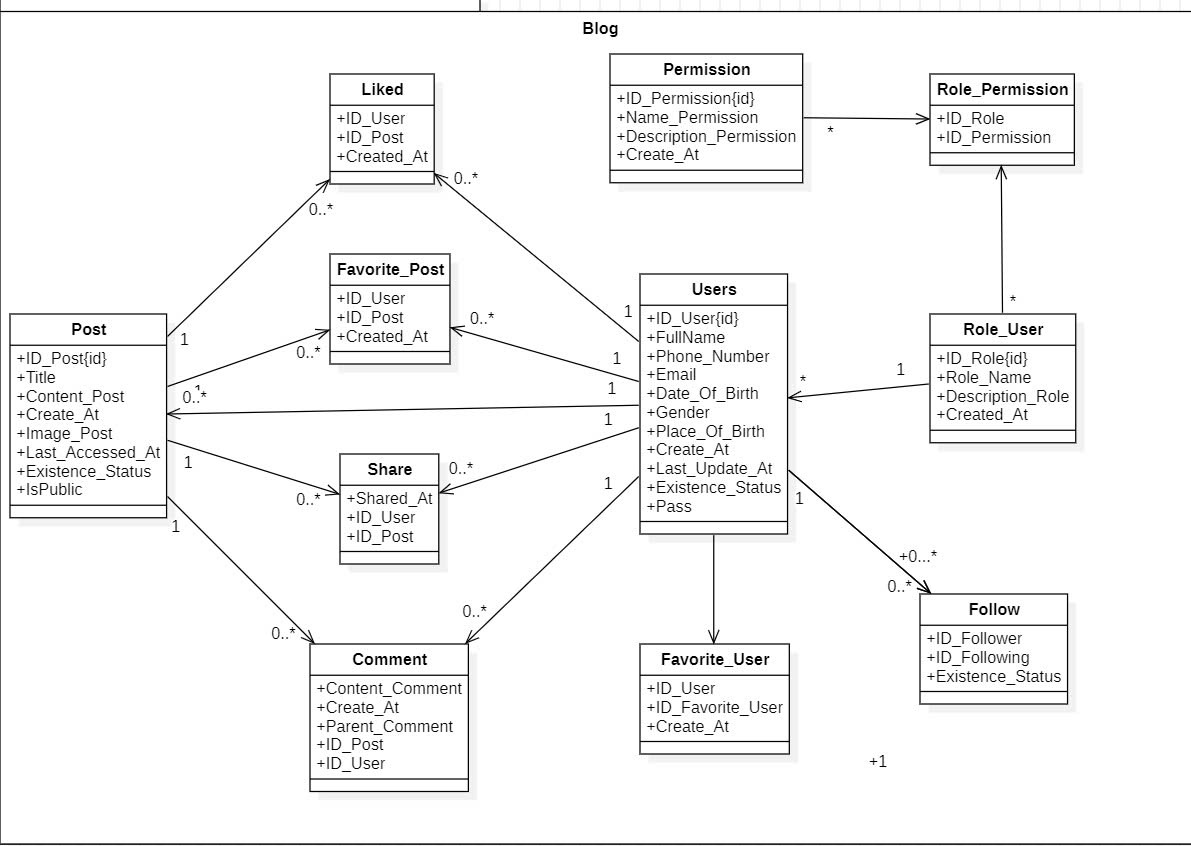 Blog
Liked
+ID_User
+ID_Post
+Created_At
Permission
+ID_Permission{id}
+Name_Permission
+Description_Permission
+Create_At
Role_Permission
+ID_Role
+ID_Permission
*
0..*
0..*
Favorite_Post
+ID_User
+ID_Post
+Created_At
Users
+ID_User{id}
+FullName
+Phone_Number
+Email
+Date_Of_Birth
+Gender
+Place_Of_Birth
+Create_At
+Last_Update_At
+Existence_Status
+Pass
Post
+ID_Post{id}
+Title
+Content_Post
+Create_At
+Image_Post
+Last_Accessed_At
+Existence_Status
+IsPublic
Role_User
+ID_Role{id}
+Role_Name
+Description_Role
+Created_At
*
1
0..*
1
0..*
1
1
*
1
1
0..*
1
1
0..*
1
0..*
1
1
Share
+Shared_At
+ID_User
+ID_Post
1
+0...*
0..*
0..*
0..*
Comment
+Content_Comment
+Create_At
+Parent_Comment
+ID_Post
+ID_User
Favorite_User
+ID_User
+ID_Favorite_User
+Create_At
Follow
+ID_Follower
+ID_Following
+Existence_Status
+1